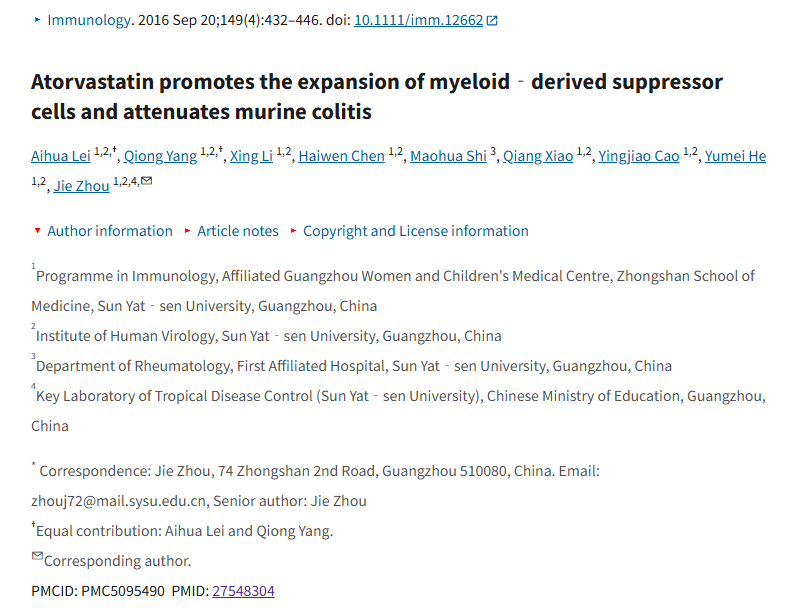 ▸ Immunology. 2016 Sep 20;149(4):432–446. doi: 10.1111/imm.12662
Atorvastatin promotes the expansion of myeloid‐derived suppressor
cells and attenuates murine colitis
Aihua Lei 1,2,†, Qiong Yang 1,2,†, Xing Li 1,2, Haiwen Chen 1,2, Maohua Shi 3, Qiang Xiao 1,2, Yingjiao Cao 1,2, Yumei He
1,2, Jie Zhou 1,2,4,✉
▾ Author information ▸ Article notes ▸ Copyright and License information
1Programme in Immunology, Affiliated Guangzhou Women and Children's Medical Centre, Zhongshan School of
Medicine, Sun Yat‐sen University, Guangzhou, China
2Institute of Human Virology, Sun Yat‐sen University, Guangzhou, China
3Department of Rheumatology, First Affiliated Hospital, Sun Yat‐sen University, Guangzhou, China
4Key Laboratory of Tropical Disease Control (Sun Yat‐sen University), Chinese Ministry of Education, Guangzhou,
China
* Correspondence: Jie Zhou, 74 Zhongshan 2nd Road, Guangzhou 510080, China. Email:
zhouj72@mail.sysu.edu.cn, Senior author: Jie Zhou
†Equal contribution: Aihua Lei and Qiong Yang.
✉Corresponding author.
PMCID: PMC5095490 PMID: 27548304